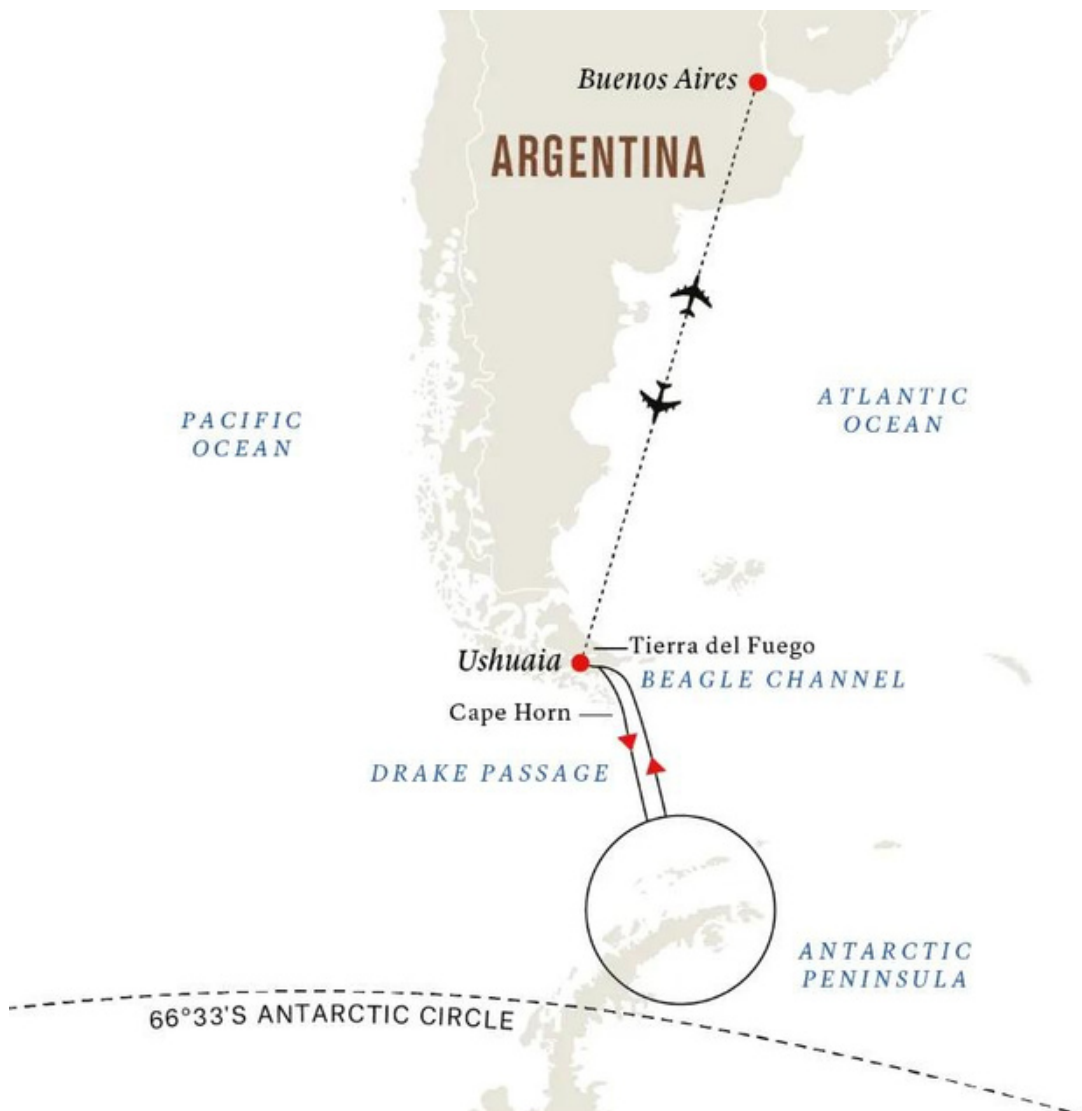 Buenos Aires
ARGENTINA
PACIFIC
OCEAN
ATLANTIC
OCEAN
Tierra del Fuego
Ushuaia
BEAGLE CHANNEL
Cape Horn
DRAKE PASSAGE
ANTARCTIC
PENINSULA
66°33'S ANTARCTIC CIRCLE